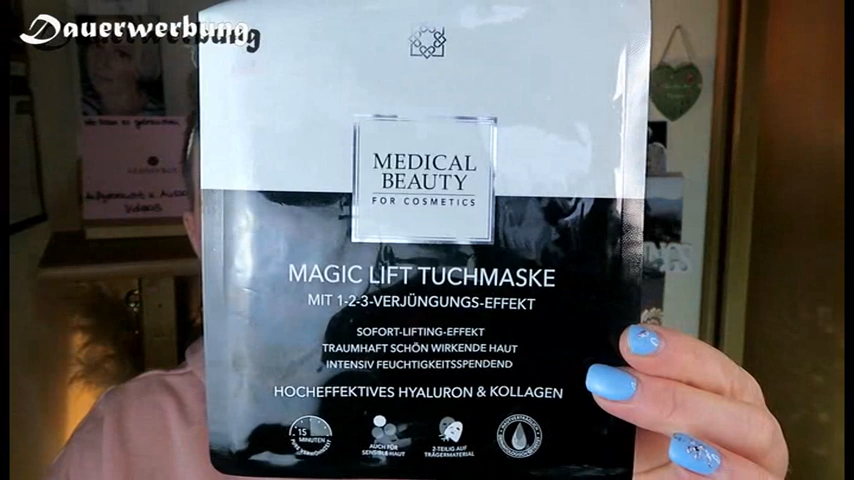 Dauerwerbung
MEDICAL
BEAUTY
FOR COSMETICS
MAGIC LIFT TUCHMASKE
MIT 1-2-3-VERJÜNGUNGS-EFFEKT
SOFORT-LIFTING-EFFEKT
TRAUMHAFT SCHÖN WIRKENDE HAUT
INTENSIV FEUCHTIGKEITSSPENDEND
HOCHEFFEKTIVES HYALURON & KOLLAGEN
15
MINUTEN
AUCH FÜR
SENSIBLE HAUT
2-TEILIG AUF
TRÄGERMATERIAL